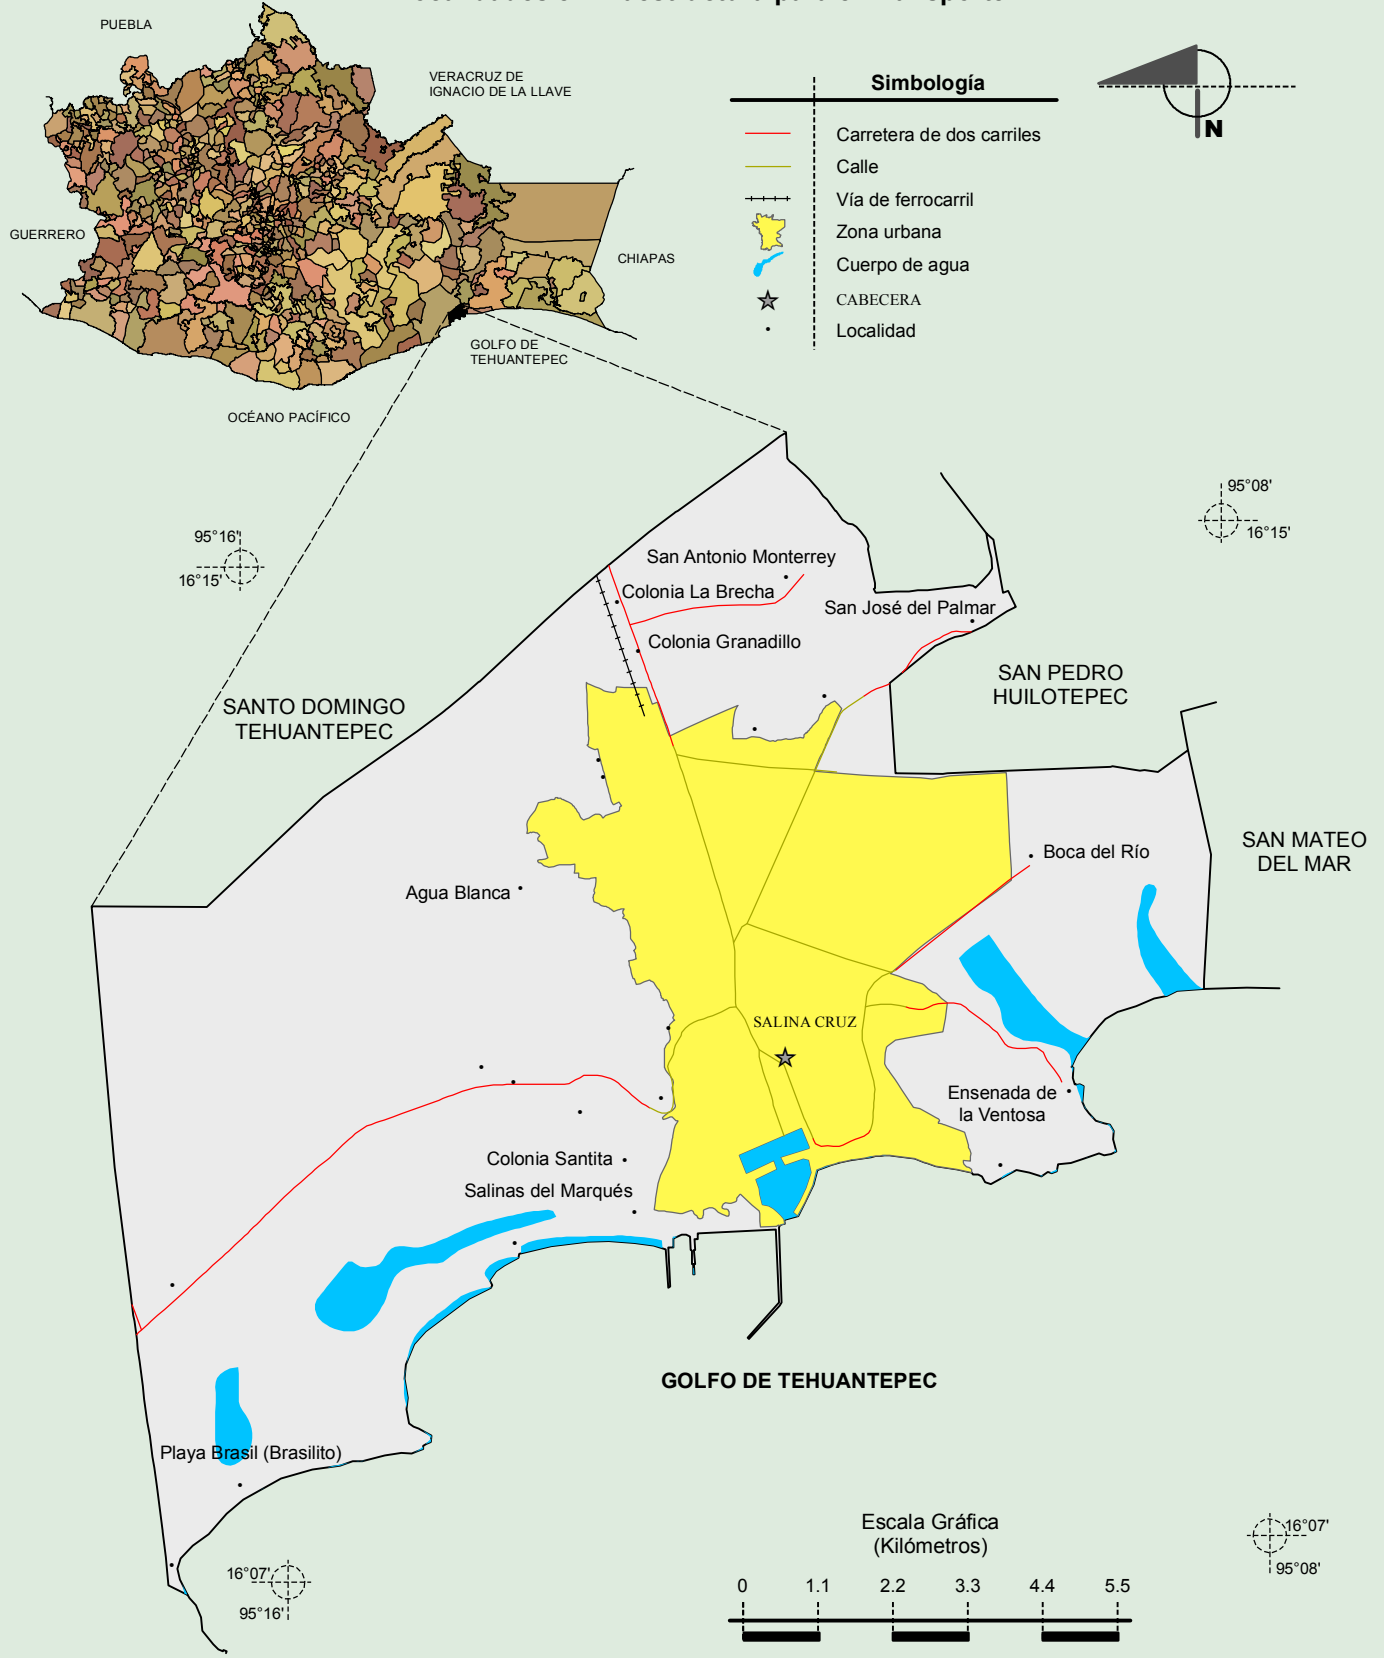 PUEBLA
VERACRUZ DE
IGNACIO DE LA LLAVE
GUERRERO
CHIAPAS
GOLFO DE
TEHUANTEPEC
OCÉANO PACÍFICO
Simbología
Carretera de dos carriles
Calle
Vía de ferrocarril
Zona urbana
Cuerpo de agua
CABECERA
Localidad
N
95°16'
16°15'
95°08'
16°15'
San Antonio Monterrey
Colonia La Brecha
San José del Palmar
Colonia Granadillo
SAN PEDRO
HUILOTEPEC
SANTO DOMINGO
TEHUANTEPEC
SAN MATEO
DEL MAR
Boca del Río
Agua Blanca
SALINA CRUZ
Ensenada de
la Ventosa
Colonia Santita
Salinas del Marqués
GOLFO DE TEHUANTEPEC
Playa Brasil (Brasilito)
Escala Gráfica
(Kilómetros)
0 1.1 2.2 3.3 4.4 5.5
16°07'
95°16'
16°07'
95°08'